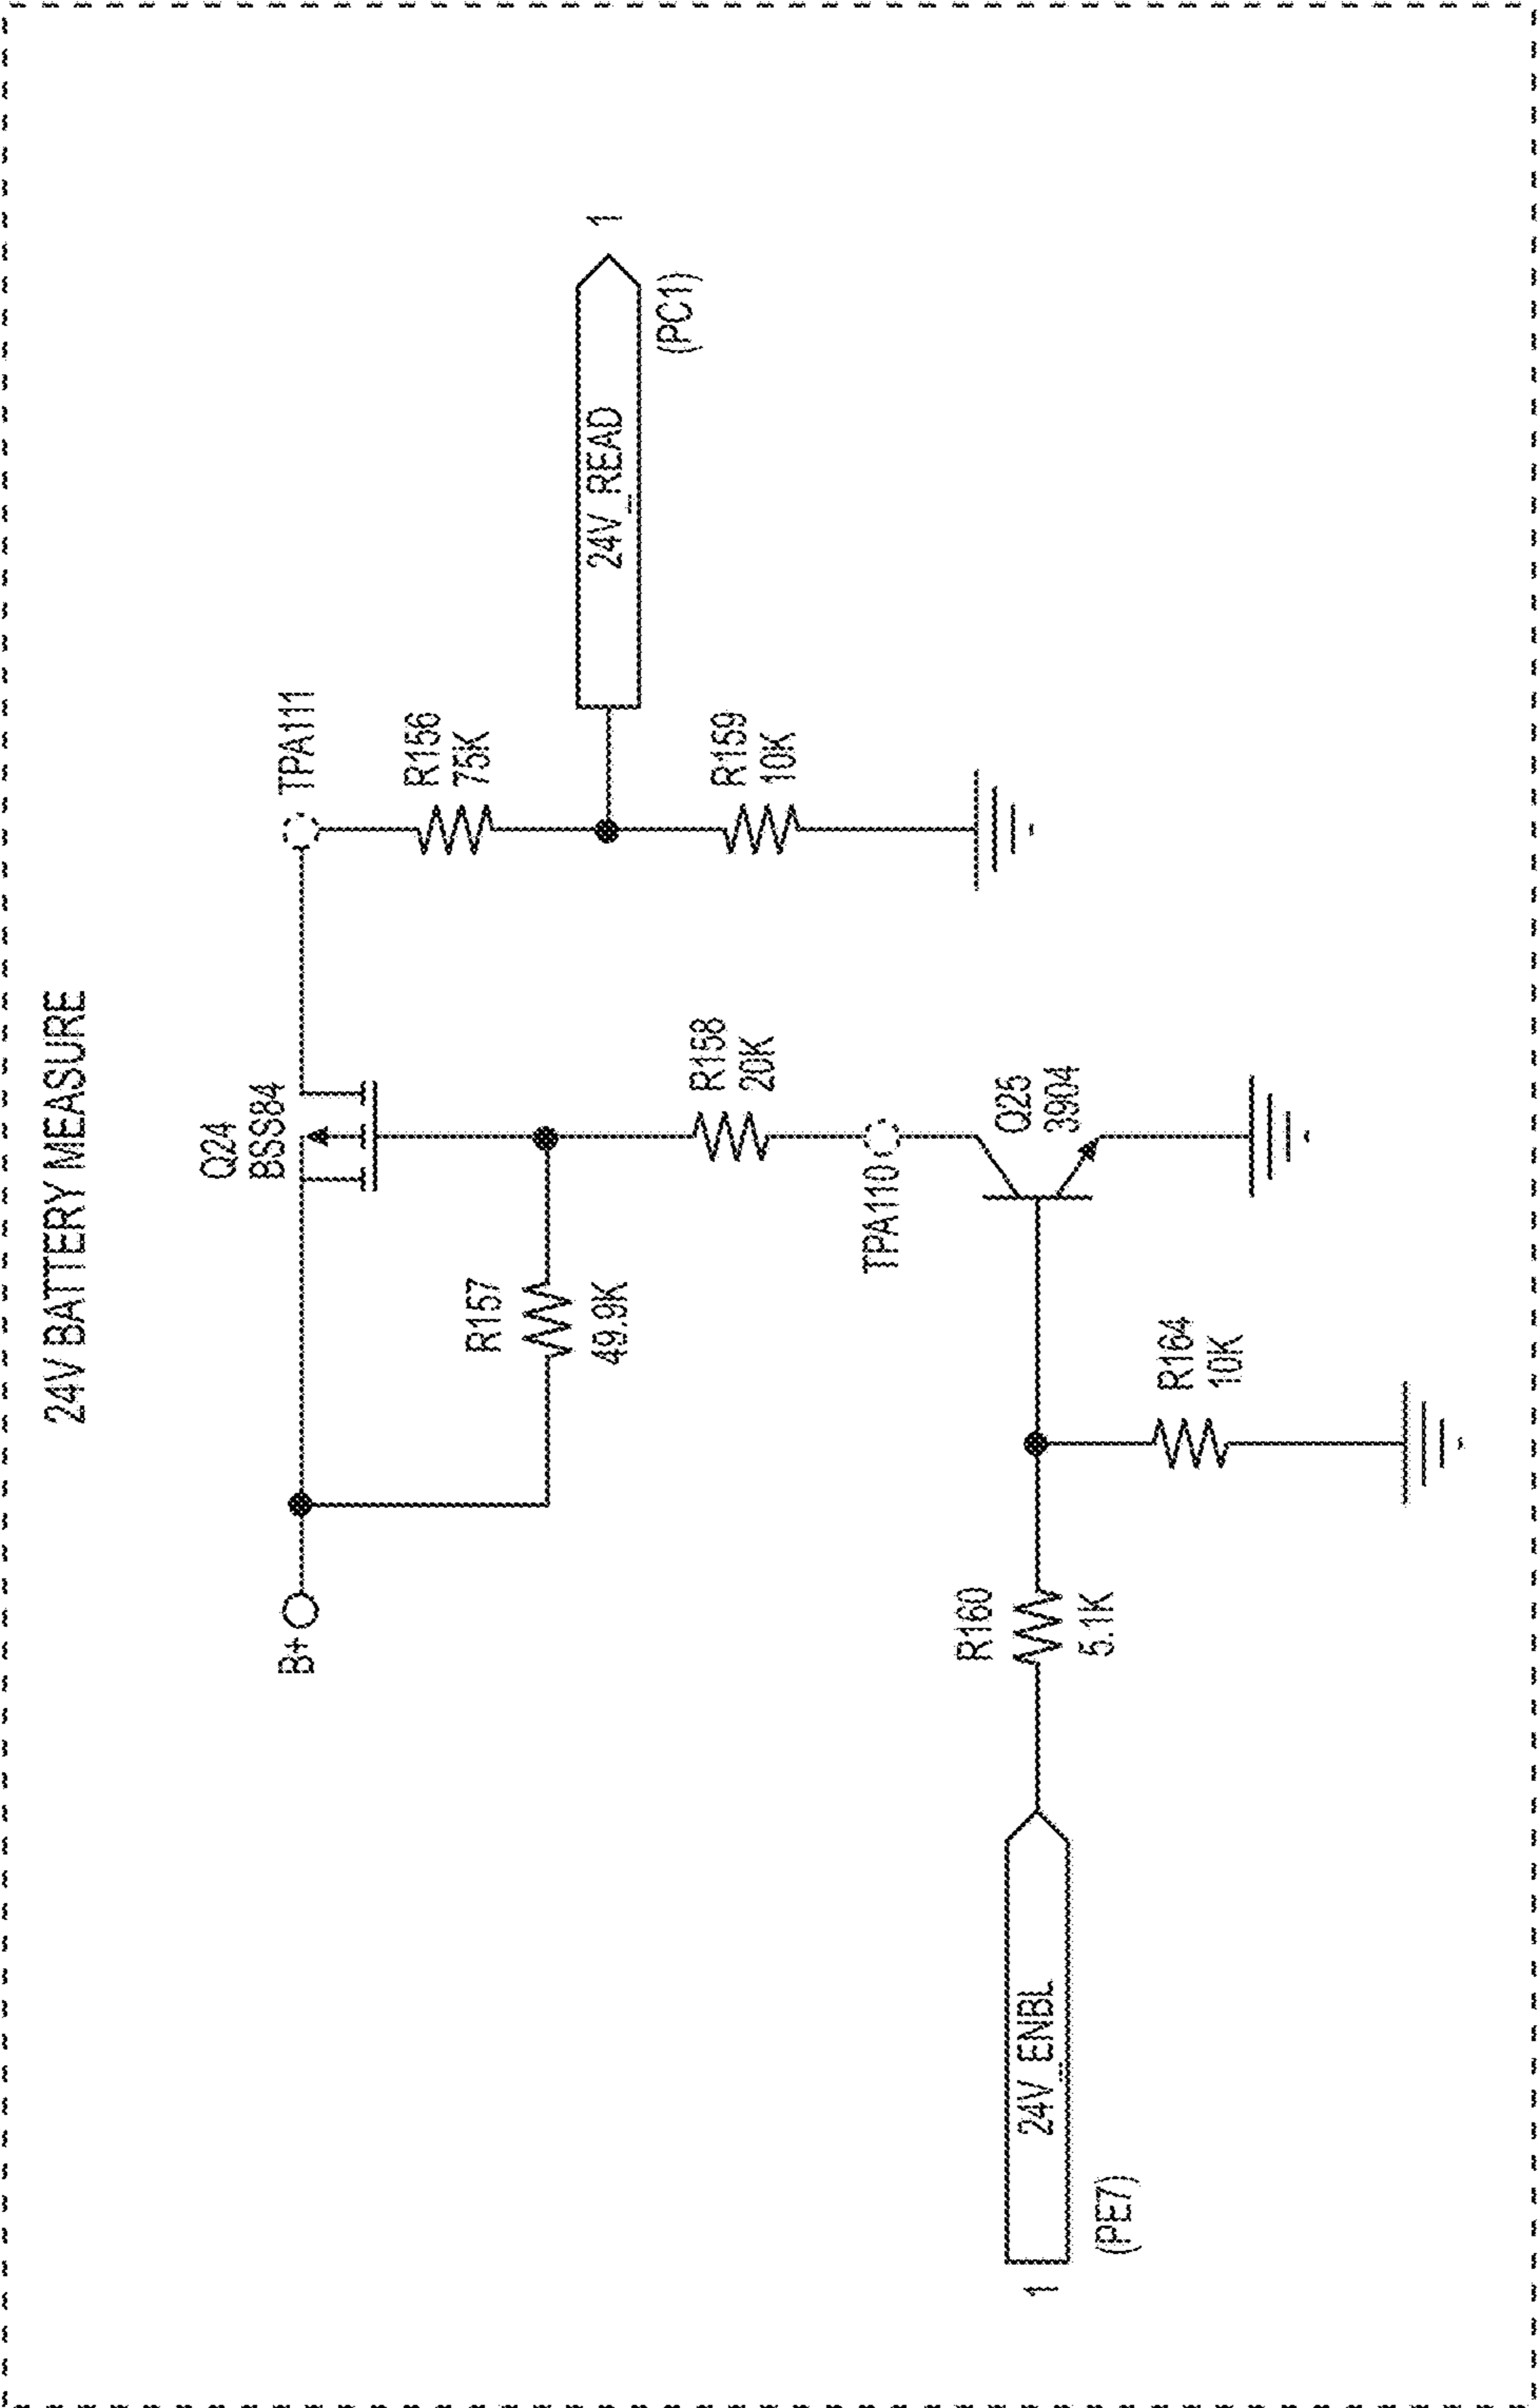 24V BATTERY MEASURE
Q24
BSS84
TPA111
B+
R157
49.9K
R156
75K
24V_READ
1
(PC1)
R158
20K
R159
10K
TPA110
Q25
3904
R160
5.1K
R164
10K
1
24V_ENBL
(PE7)